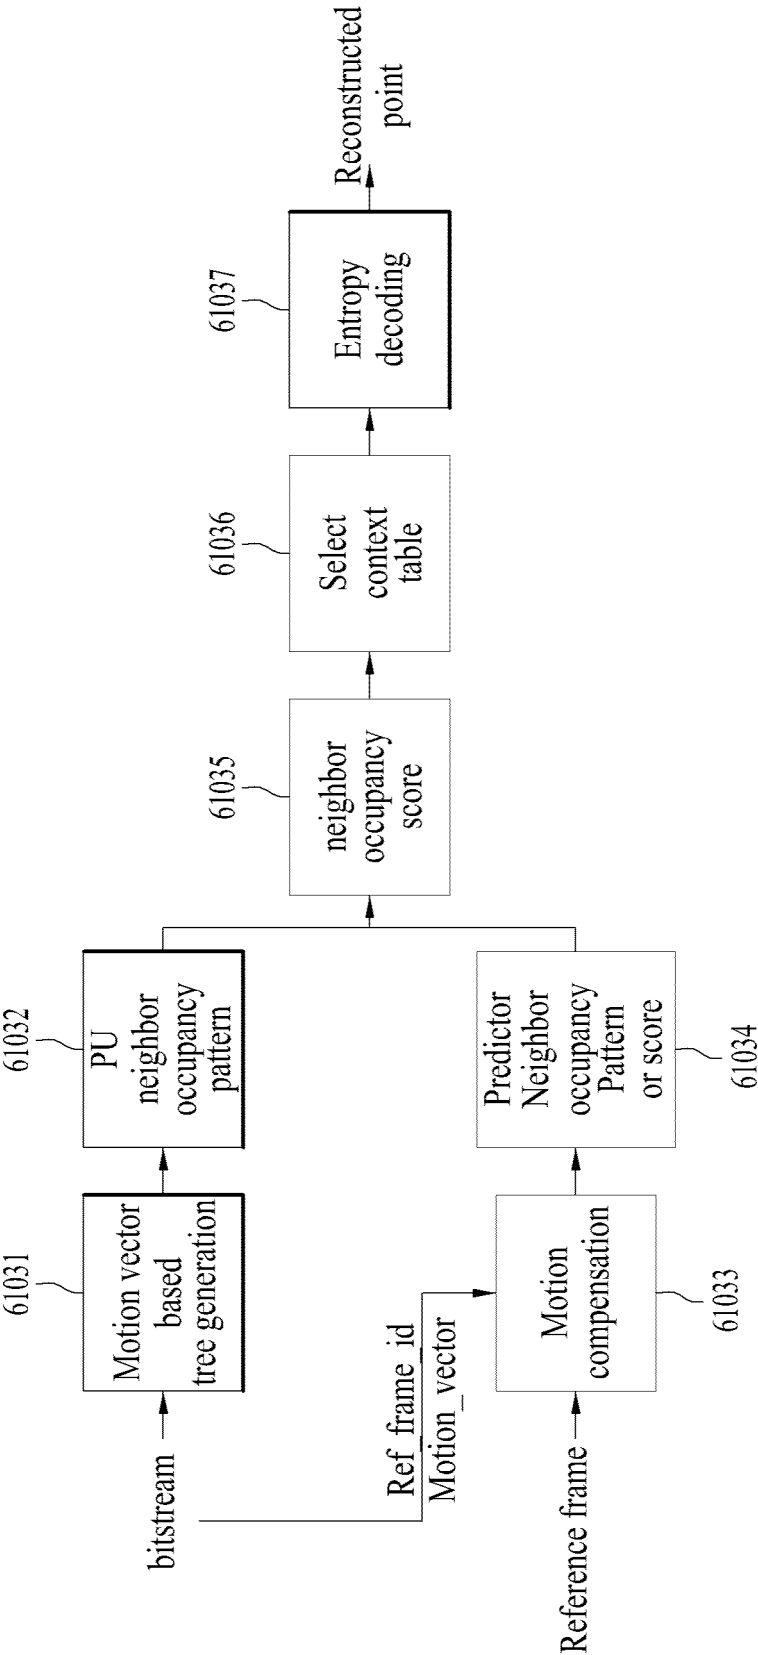 bitstream
61031
Motion vector
based
tree generation
61032
PU
neighbor
occupancy
pattern
Ref_frame_id
Motion_vector
Reference frame
Motion
compensation
61033
Predictor
Neighbor
occupancy
Pattern
or score
61034
61035
neighbor
occupancy
score
61036
Select
context
table
61037
Entropy
decoding
Reconstructed
point